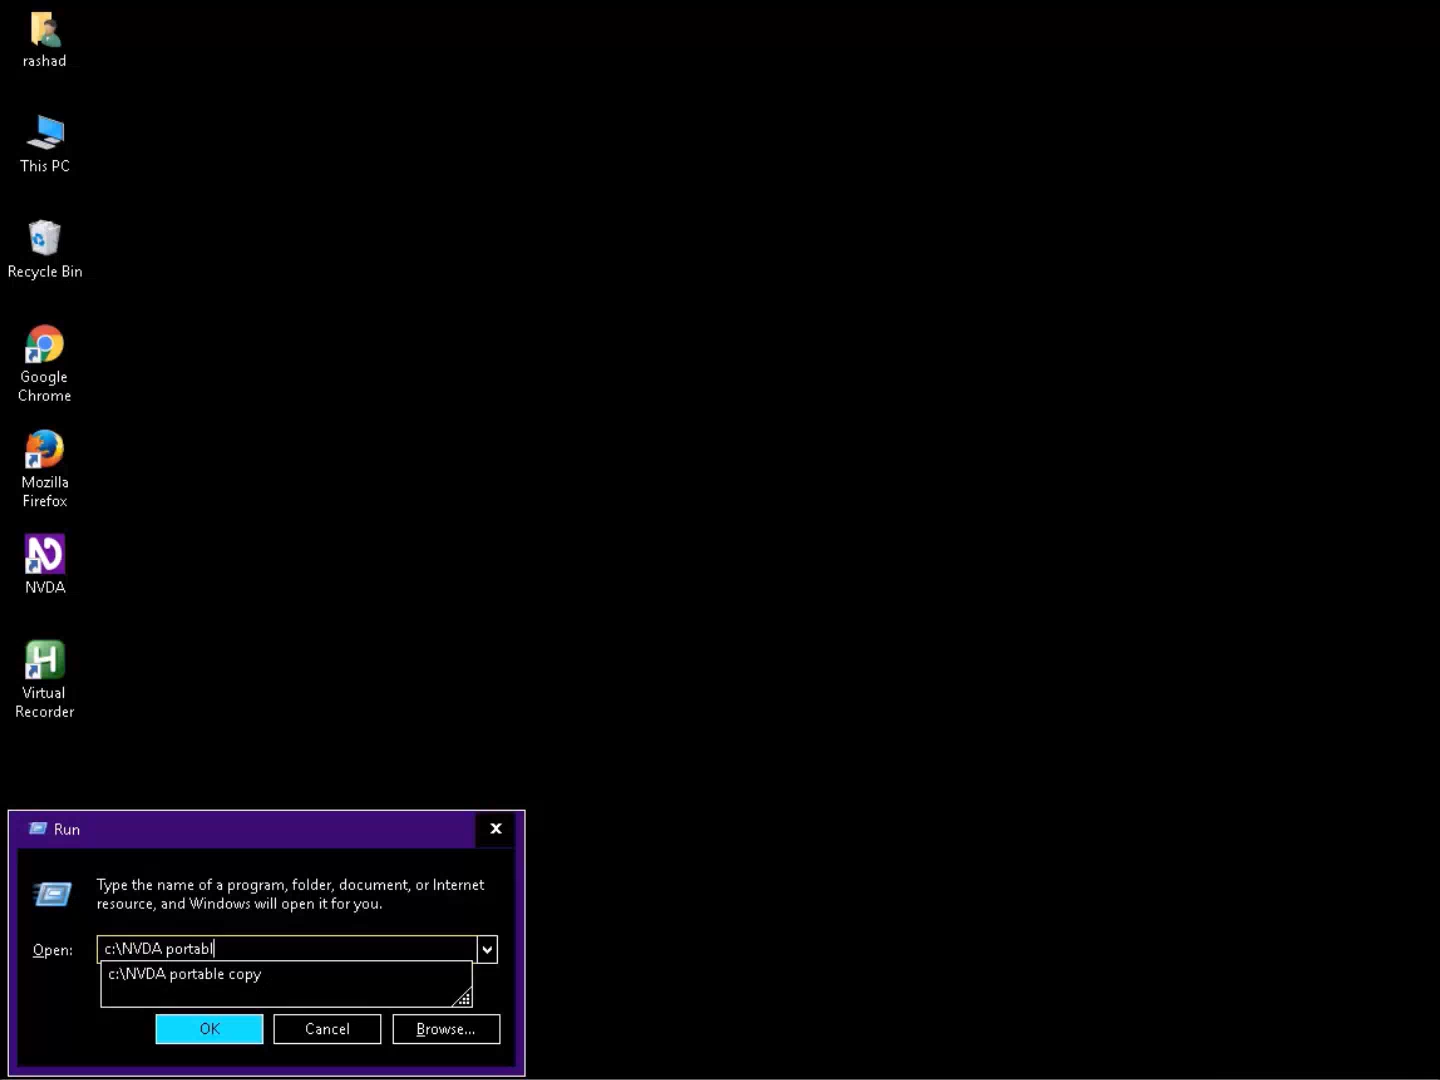 rashad
This PC
Recycle Bin
Google
Chrome
Mozilla
Firefox
NVDA
Virtual
Recorder
Run
Type the name of a program, folder, document, or Internet
resource, and Windows will open it for you.
Open: c:\NVDA portabl
c:\NVDA portable copy
OK Cancel Browse...